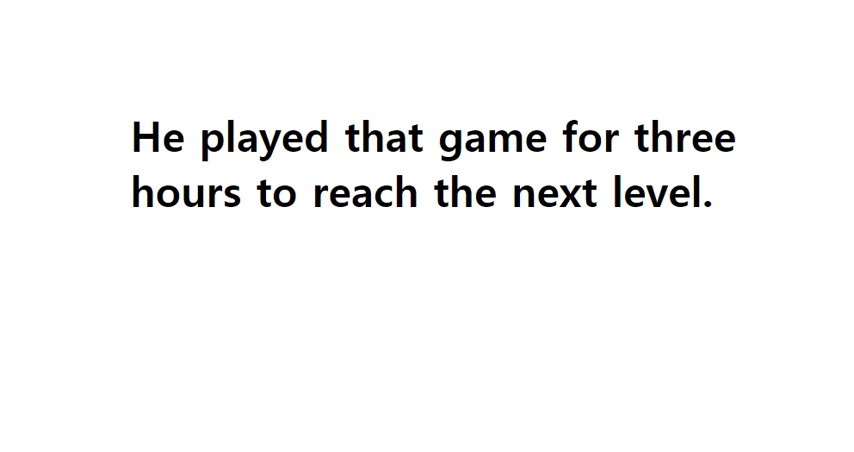 He played that game for three
hours to reach the next level.